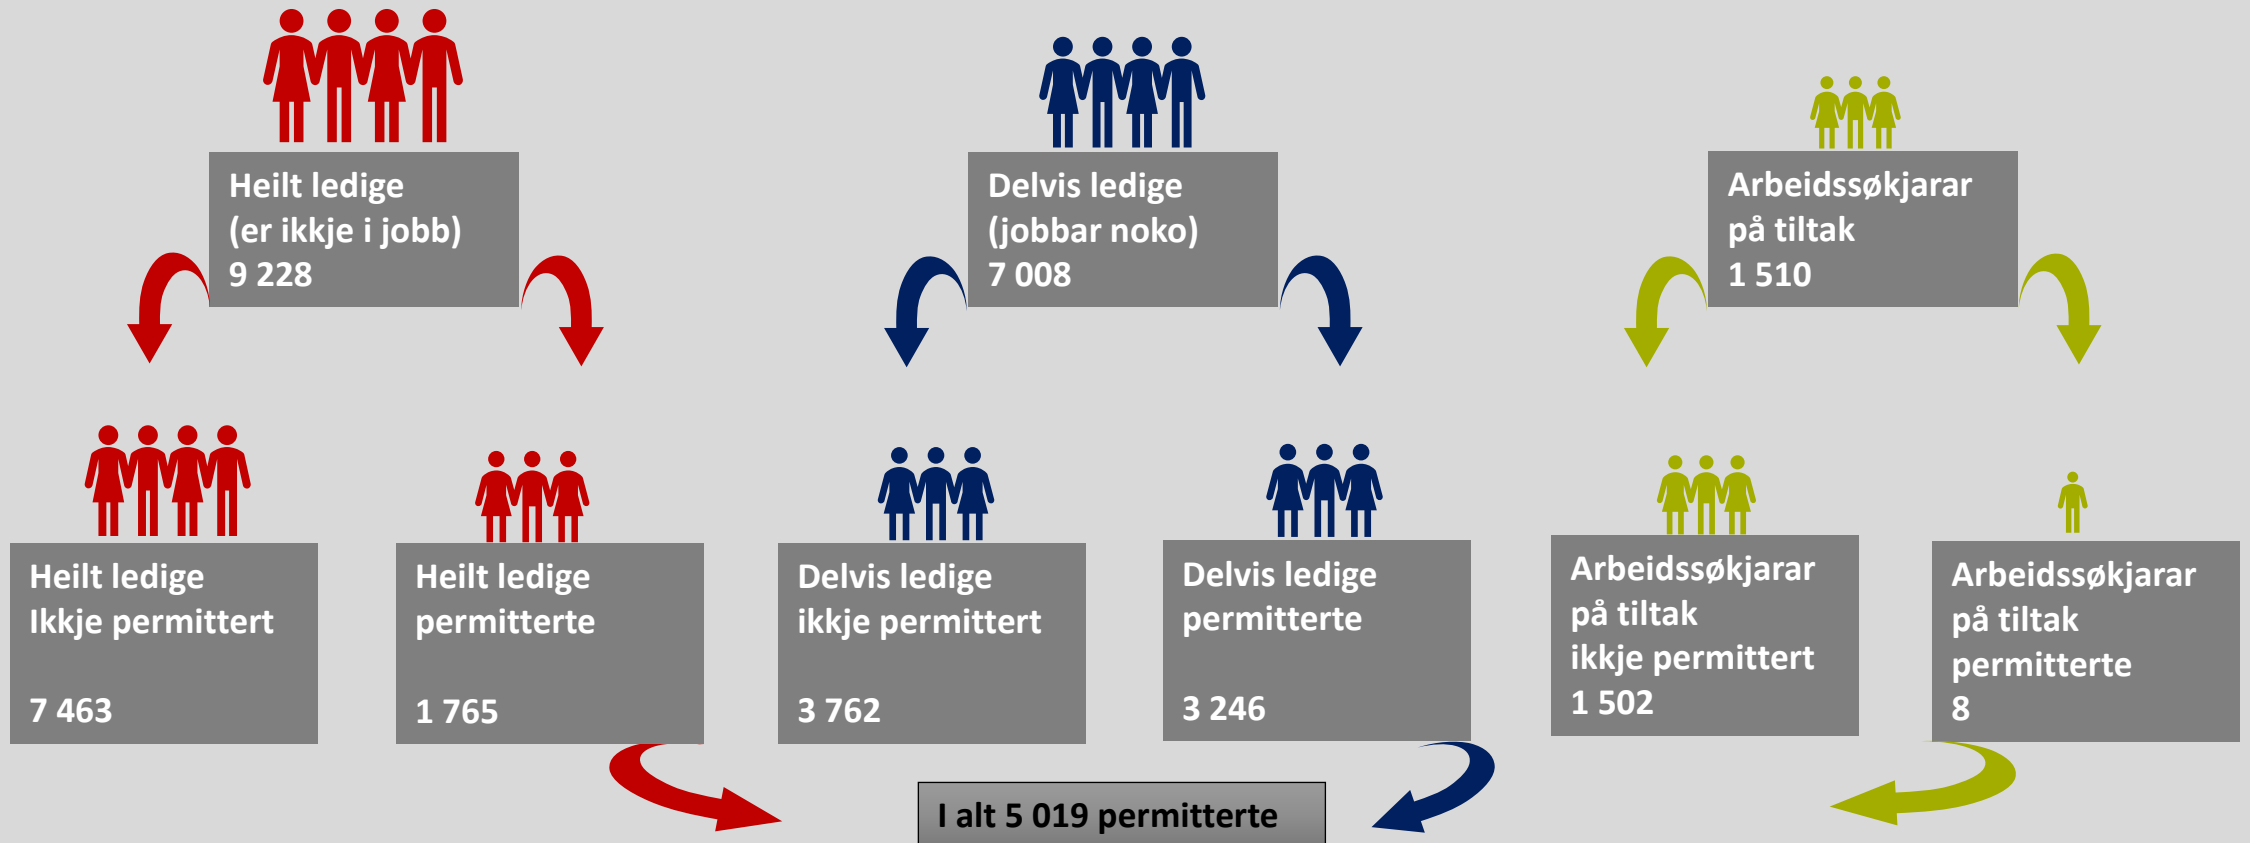 Heilt ledige
(er ikkje i jobb)
9 228
Delvis ledige
(jobbar noko)
7 008
Arbeidssøkjarar
på tiltak
1 510
Heilt ledige
Ikkje permittert
7 463
Heilt ledige
permitterte
1 765
Delvis ledige
ikkje permittert
3 762
Delvis ledige
permitterte
3 246
Arbeidssøkjarar
på tiltak
ikkje permittert
1 502
Arbeidssøkjarar
på tiltak
permitterte
8
I alt 5 019 permitterte